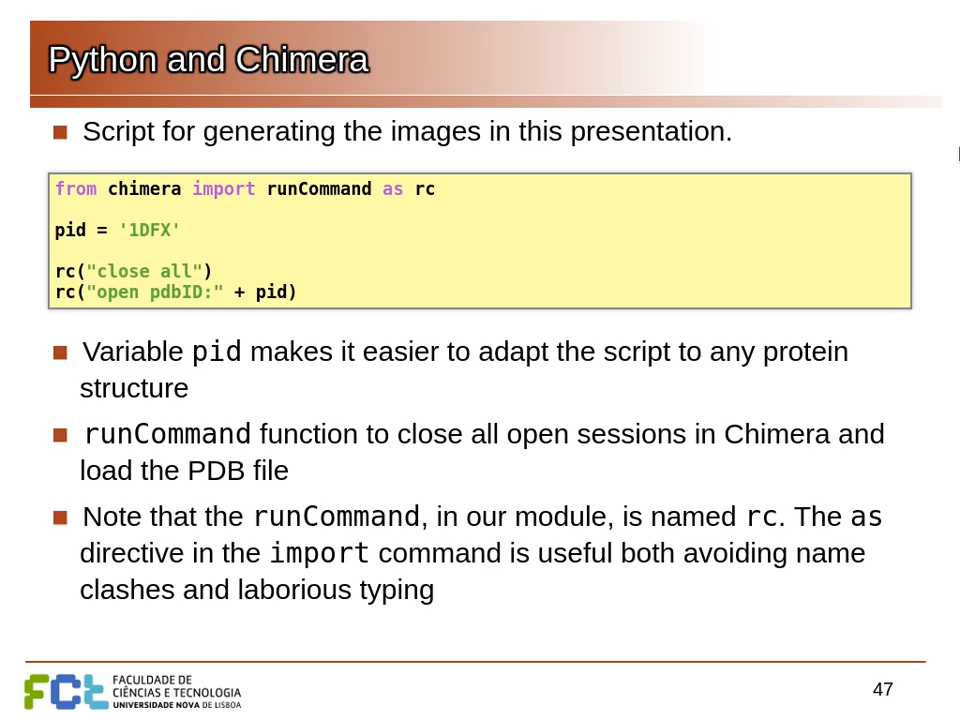 Python and Chimera
Script for generating the images in this presentation.
from chimera import runCommand as rc
pid = '1DFX'
rc("close all")
rc("open pdbID:" + pid)
Variable pid makes it easier to adapt the script to any protein
structure
runCommand function to close all open sessions in Chimera and
load the PDB file
Note that the runCommand, in our module, is named rc. The as
directive in the import command is useful both avoiding name
clashes and laborious typing
FCt
FACULDADE DE
CIÊNCIAS E TECNOLOGIA
UNIVERSIDADE NOVA DE LISBOA
47